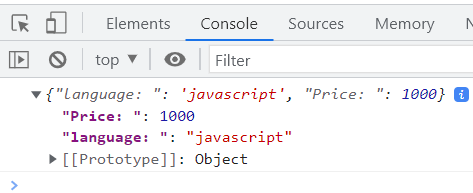 Elements Console Sources Memory
top Filter
{"language: ": 'javascript', "Price: ": 1000} i
"Price: ": 1000
"language: ": "javascript"
[[Prototype]]: Object